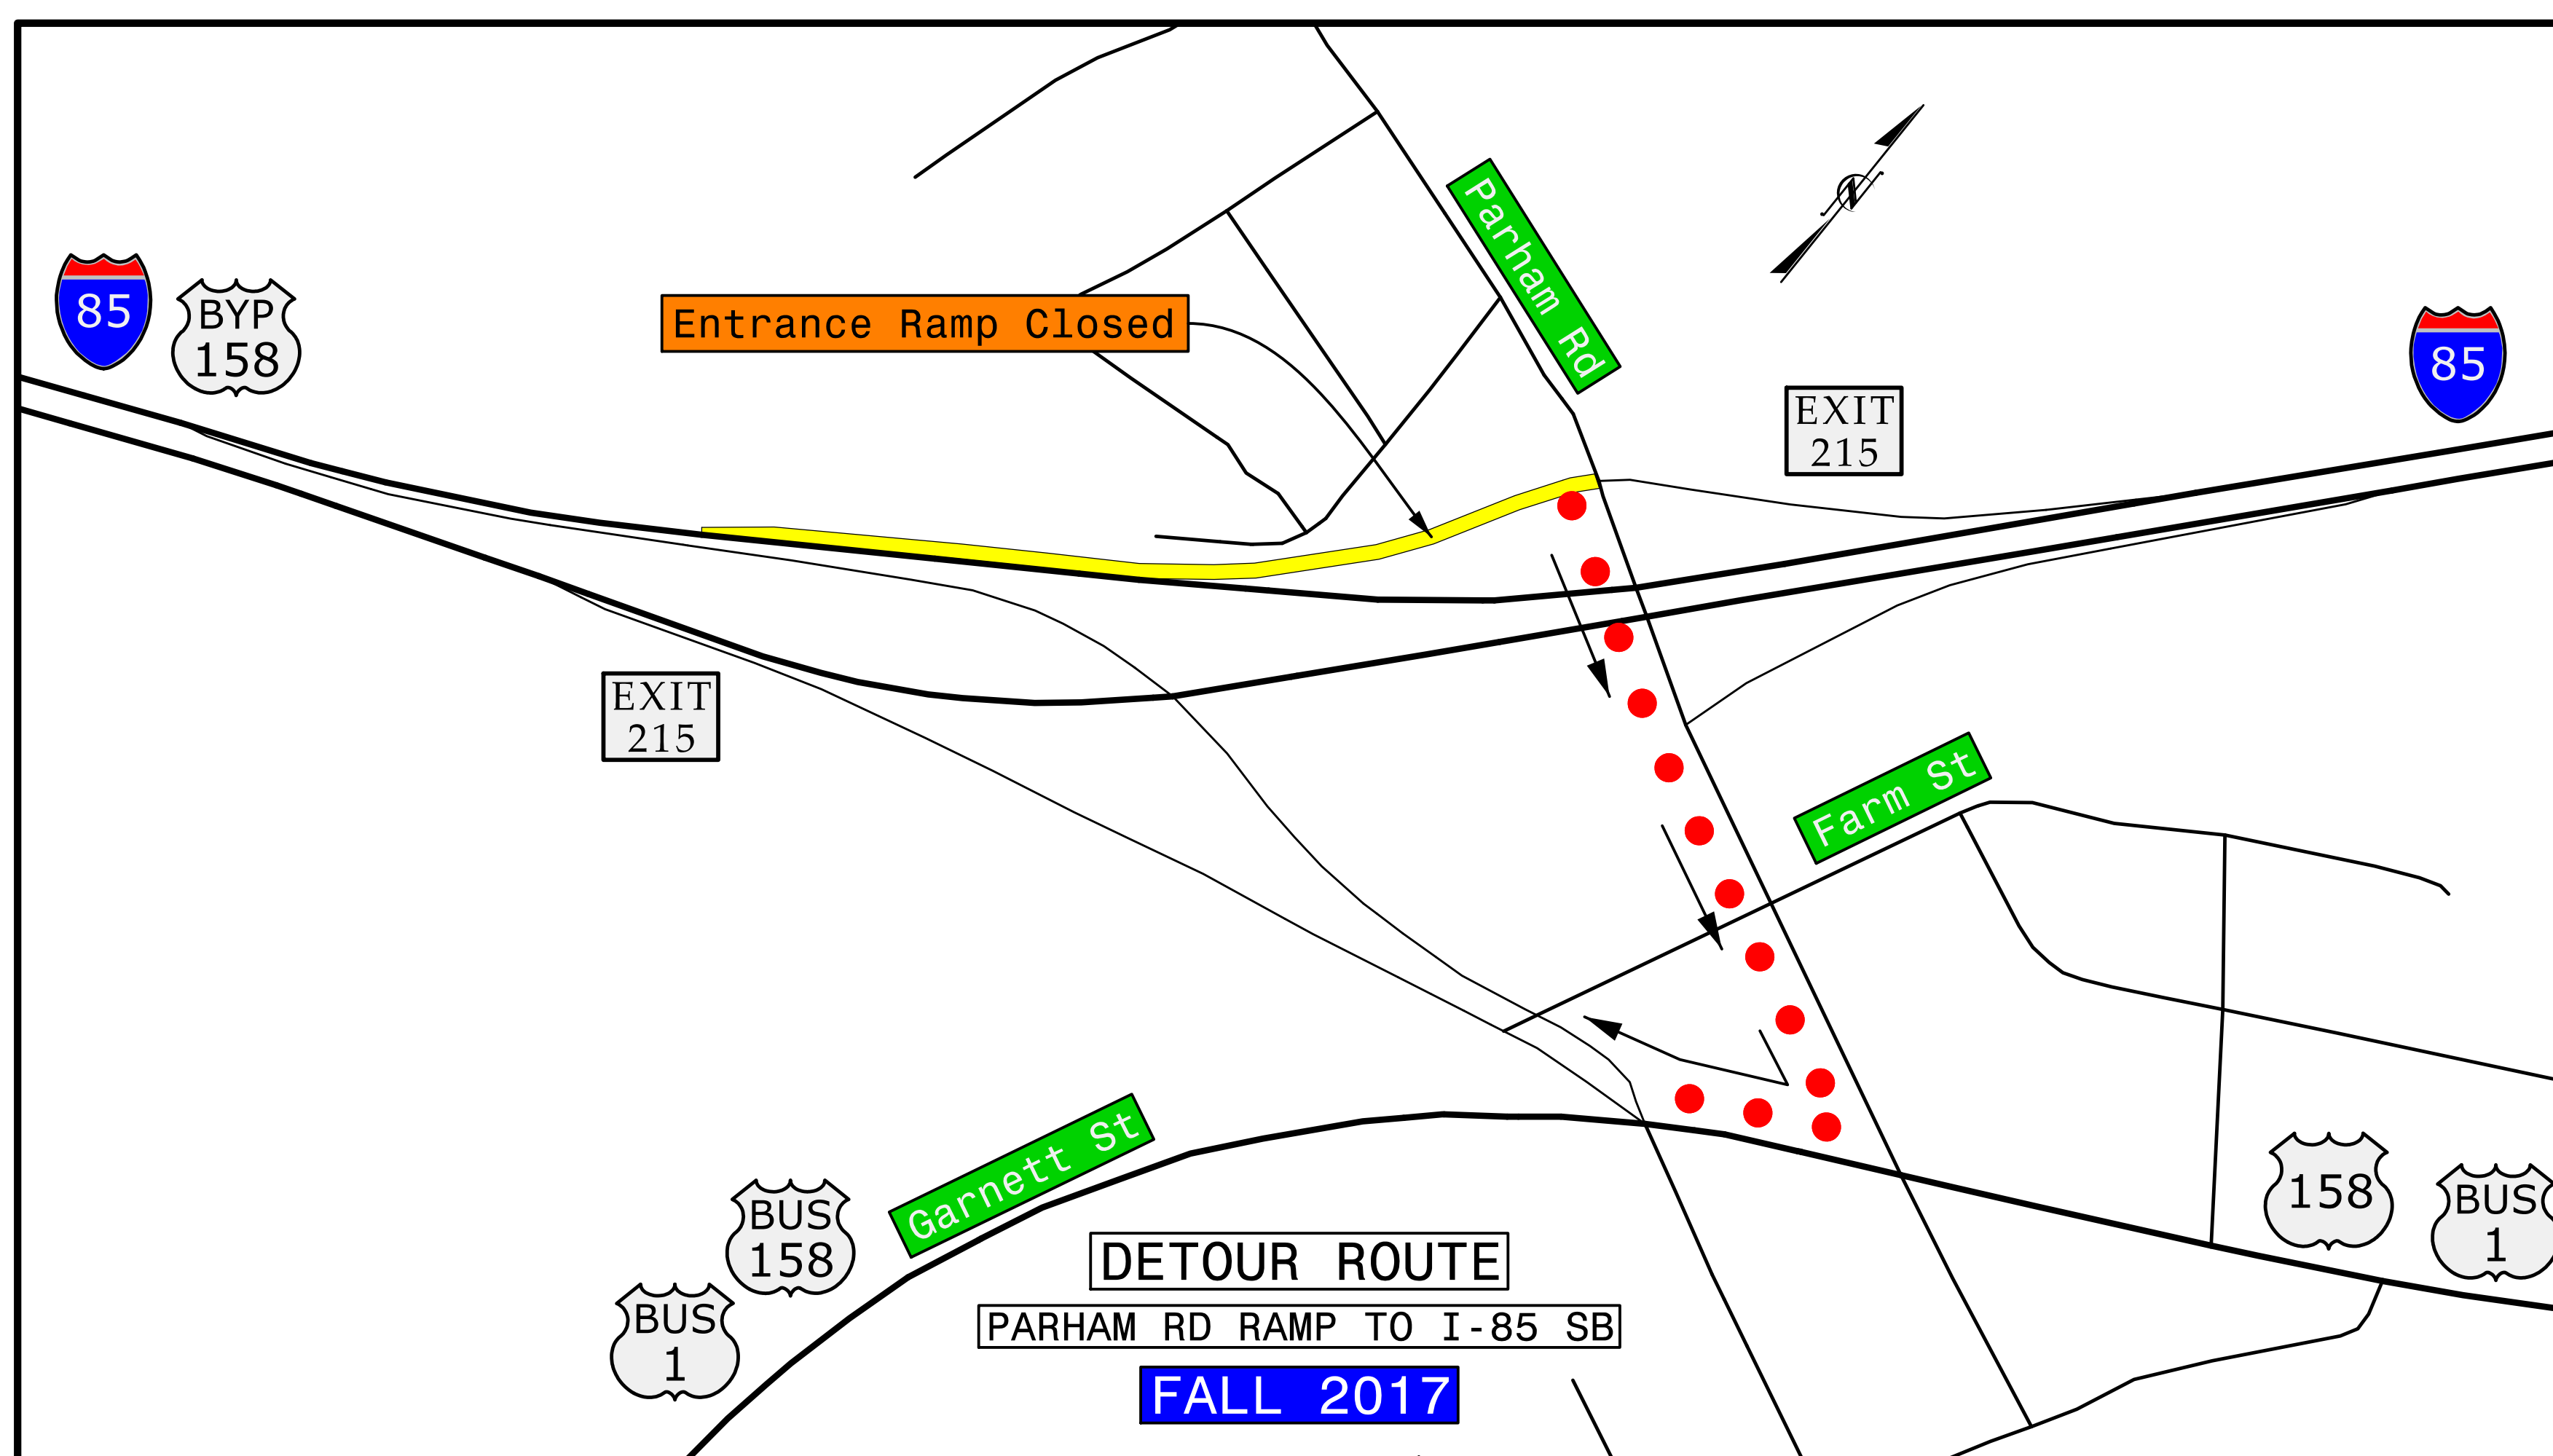 Parham Rd
N
85
BYP
158
Entrance Ramp Closed
85
EXIT
215
EXIT
215
Farm St
Garnett St
BUS
158
158
BUS
1
BUS
1
DETOUR ROUTE
PARHAM RD RAMP TO I-85 SB
FALL 2017